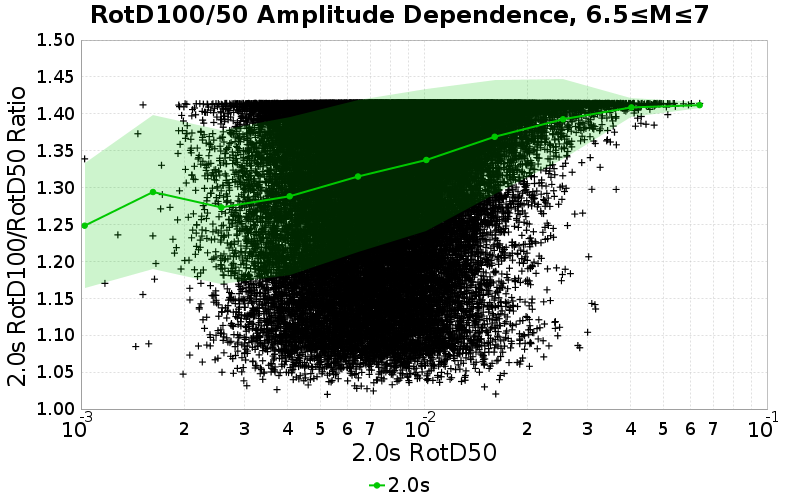 RotD100/50 Amplitude Dependence, 6.5≤M≤7
2.0s RotD100/RotD50 Ratio
1.50
1.45
1.40
1.35
1.30
1.25
1.20
1.15
1.10
1.05
1.00
10-3 2 3 4 5 6 7 10-2 2 3 4 5 6 7 10-1
2.0s RotD50
2.0s